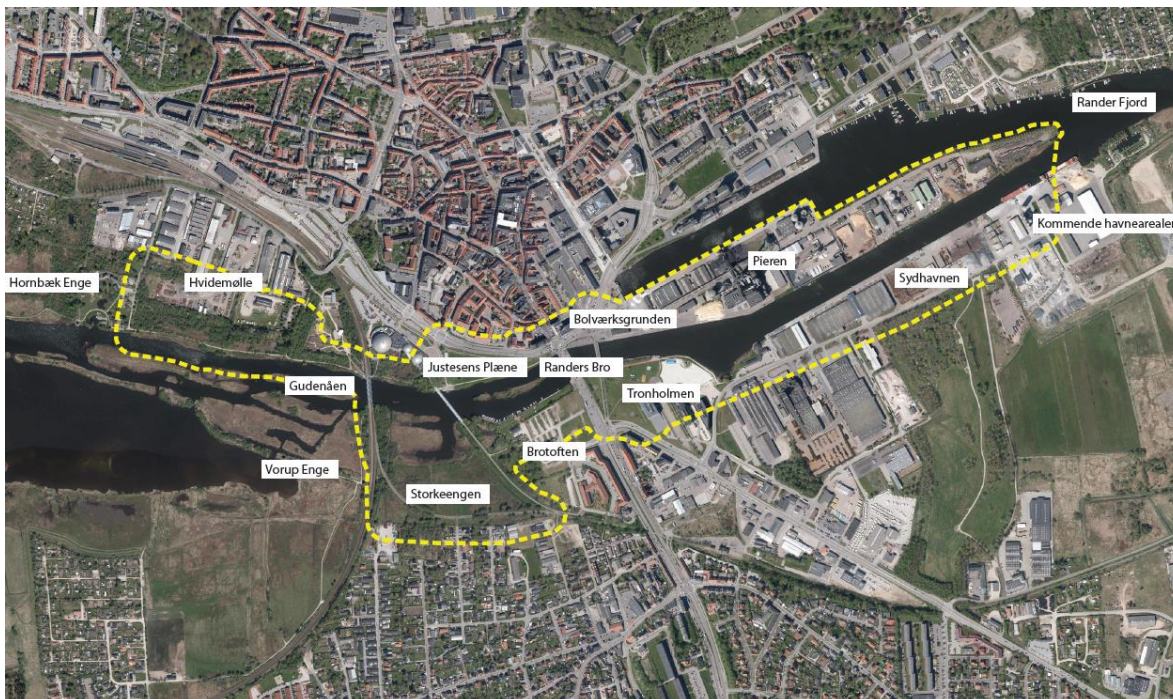 Rander Fjord
Kommende havnearealer
Pieren
Sydhavnen
Hornbæk Enge
Hvidemølle
Bolværksgrunden
Justesens Plæne
Randers Bro
Gudenåen
Tronholmen
Brotoften
Vorup Enge
Storkeengen